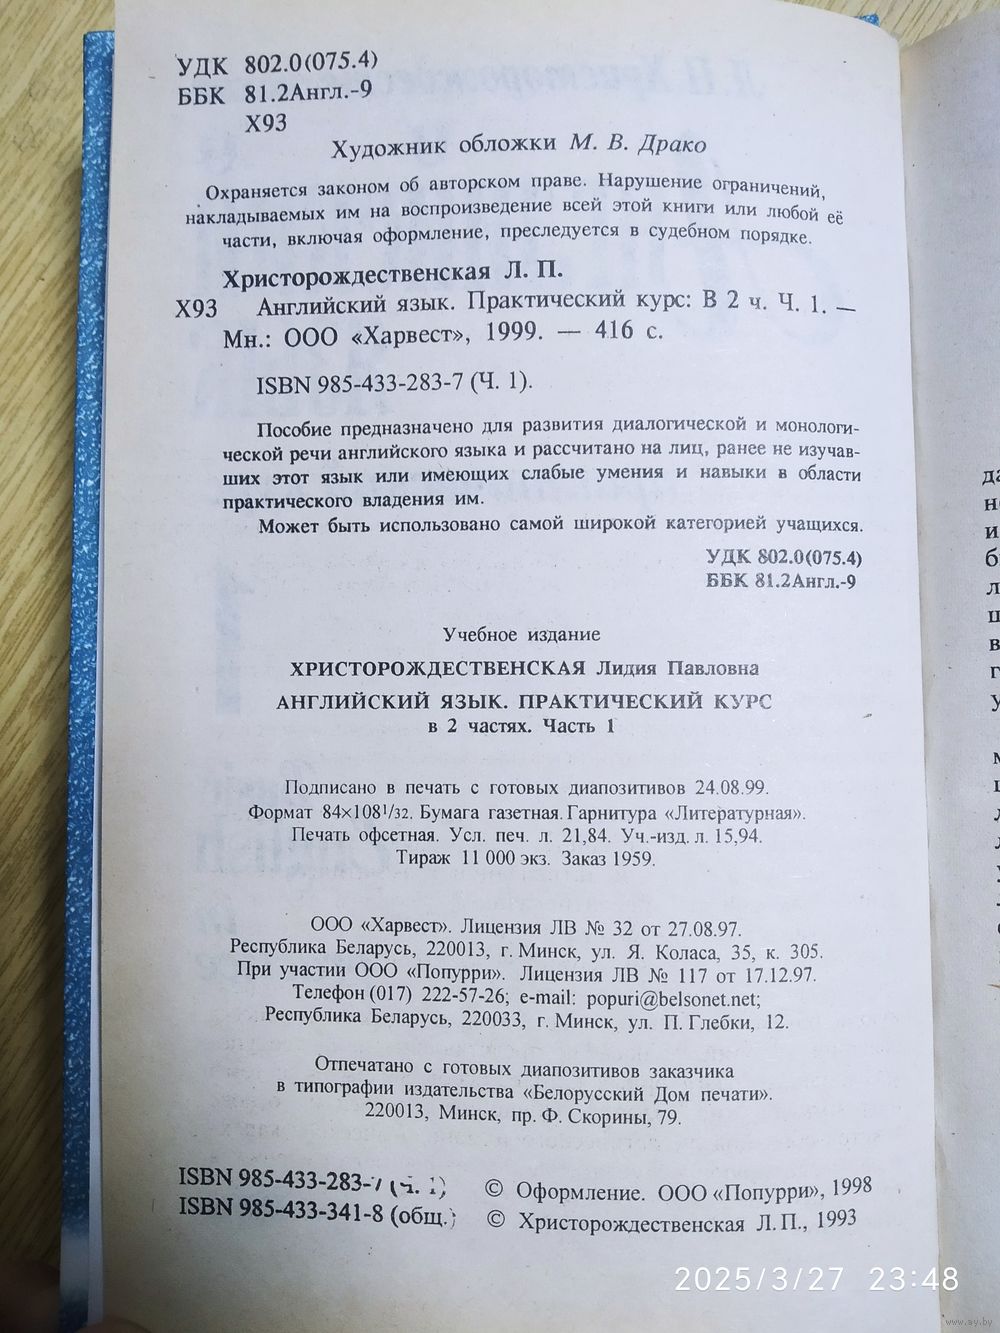 УДК 802.0(075.4)
ББК 81.2Англ.-9
Х93
Художник обложки М. В. Драко
Охраняется законом об авторском праве. Нарушение ограничений,
накладываемых им на воспроизведение всей этой книги или любой её
части, включая оформление, преследуется в судебном порядке.
Христорождественская Л. П.
Х93 Английский язык. Практический курс: В 2 ч. Ч. 1. —
Мн.: ООО «Харвест», 1999. — 416 с.
ISBN 985-433-283-7 (Ч. 1).
Пособие предназначено для развития диалогической и монологи-
ческой речи английского языка и рассчитано на лиц, ранее не изучав-
ших этот язык или имеющих слабые умения и навыки в области
практического владения им.
Может быть использовано самой широкой категорией учащихся.
УДК 802.0(075.4)
ББК 81.2Англ.-9
Учебное издание
ХРИСТОРОЖДЕСТВЕНСКАЯ Лидия Павловна
АНГЛИЙСКИЙ ЯЗЫК. ПРАКТИЧЕСКИЙ КУРС
в 2 частях. Часть 1
Подписано в печать с готовых диапозитивов 24.08.99.
Формат 84×108 1/32. Бумага газетная. Гарнитура «Литературная».
Печать офсетная. Усл. печ. л. 21,84. Уч.-изд. л. 15,94.
Тираж 11 000 экз. Заказ 1959.
ООО «Харвест». Лицензия ЛВ № 32 от 27.08.97.
Республика Беларусь, 220013, г. Минск, ул. Я. Коласа, 35, к. 305.
При участии ООО «Попурри». Лицензия ЛВ № 117 от 17.12.97.
Телефон (017) 222-57-26; e-mail: popuri@belsonet.net;
Республика Беларусь, 220033, г. Минск, ул. П. Глебки, 12.
Отпечатано с готовых диапозитивов заказчика
в типографии издательства «Белорусский Дом печати».
220013, Минск, пр. Ф. Скорины, 79.
ISBN 985-433-283-7 (Ч. 1) © Оформление. ООО «Попурри», 1998
ISBN 985-433-341-8 (общ.) © Христорождественская Л. П., 1993
2025/3/27 23:48
www.ay.by